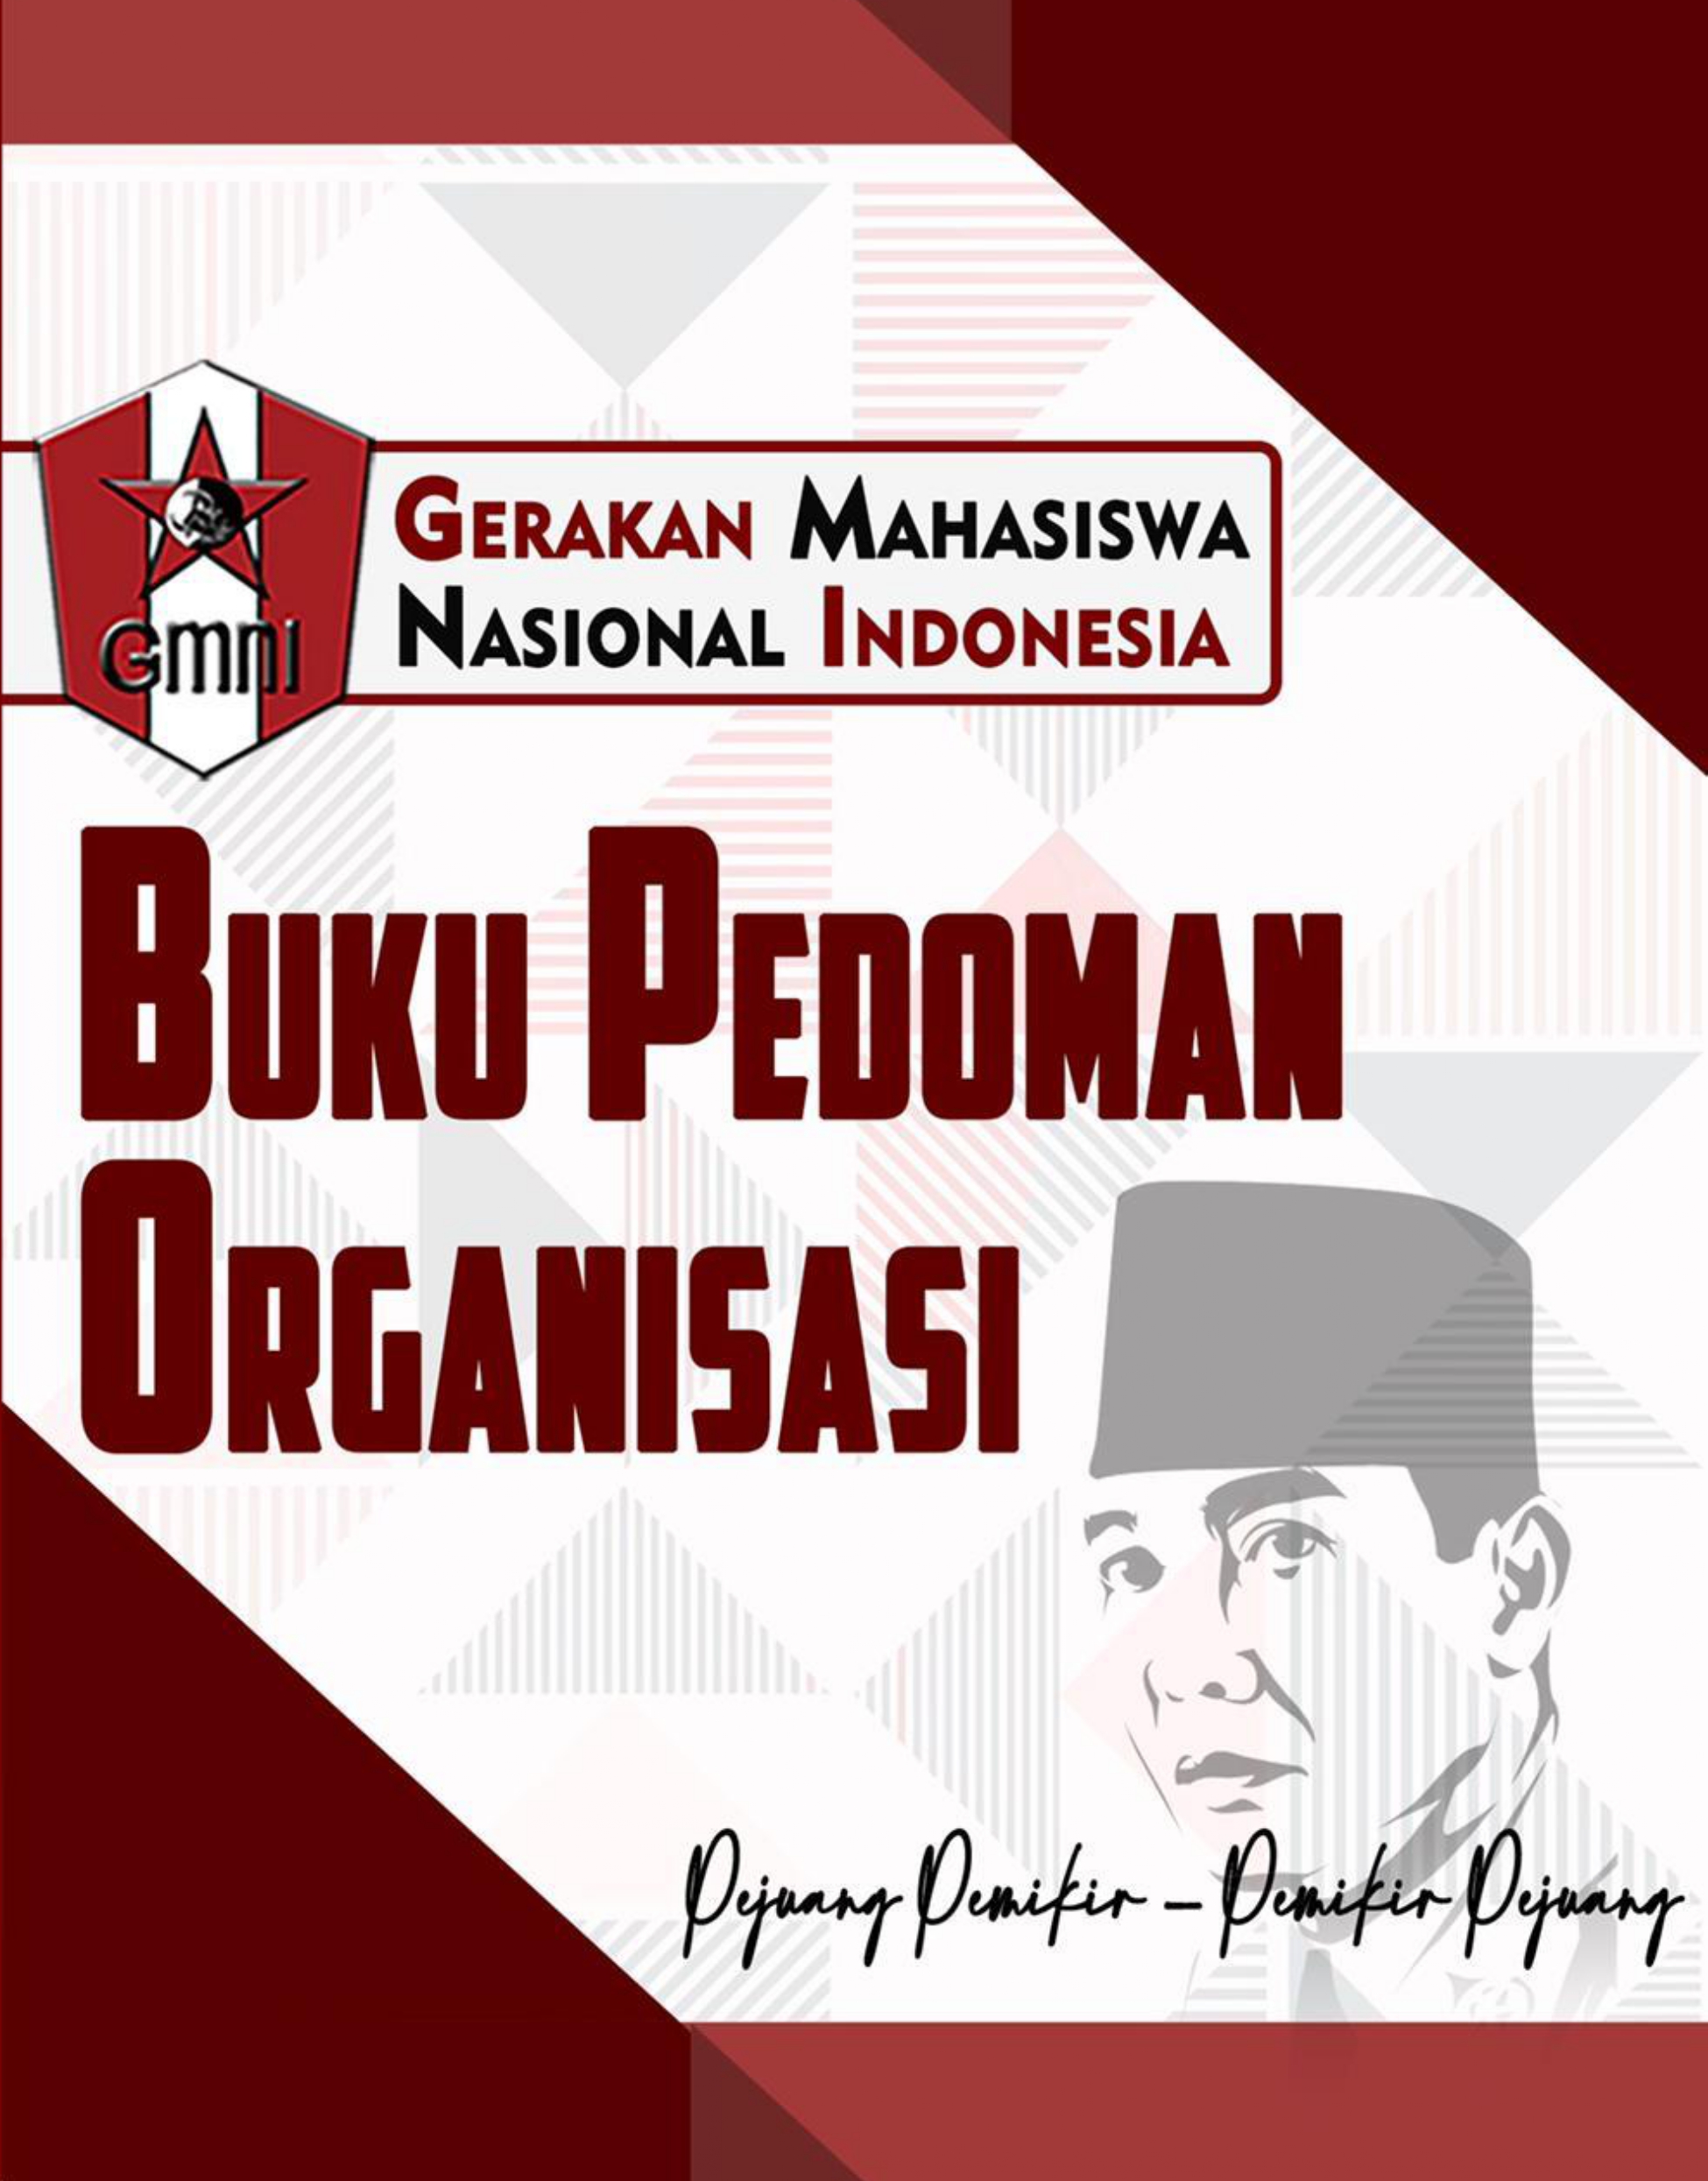 GERAKAN MAHASISWA
NASIONAL INDONESIA
Gmni
BUKU PEDOMAN
ORGANISASI
Pejuang Pemikir – Pemikir Pejuang